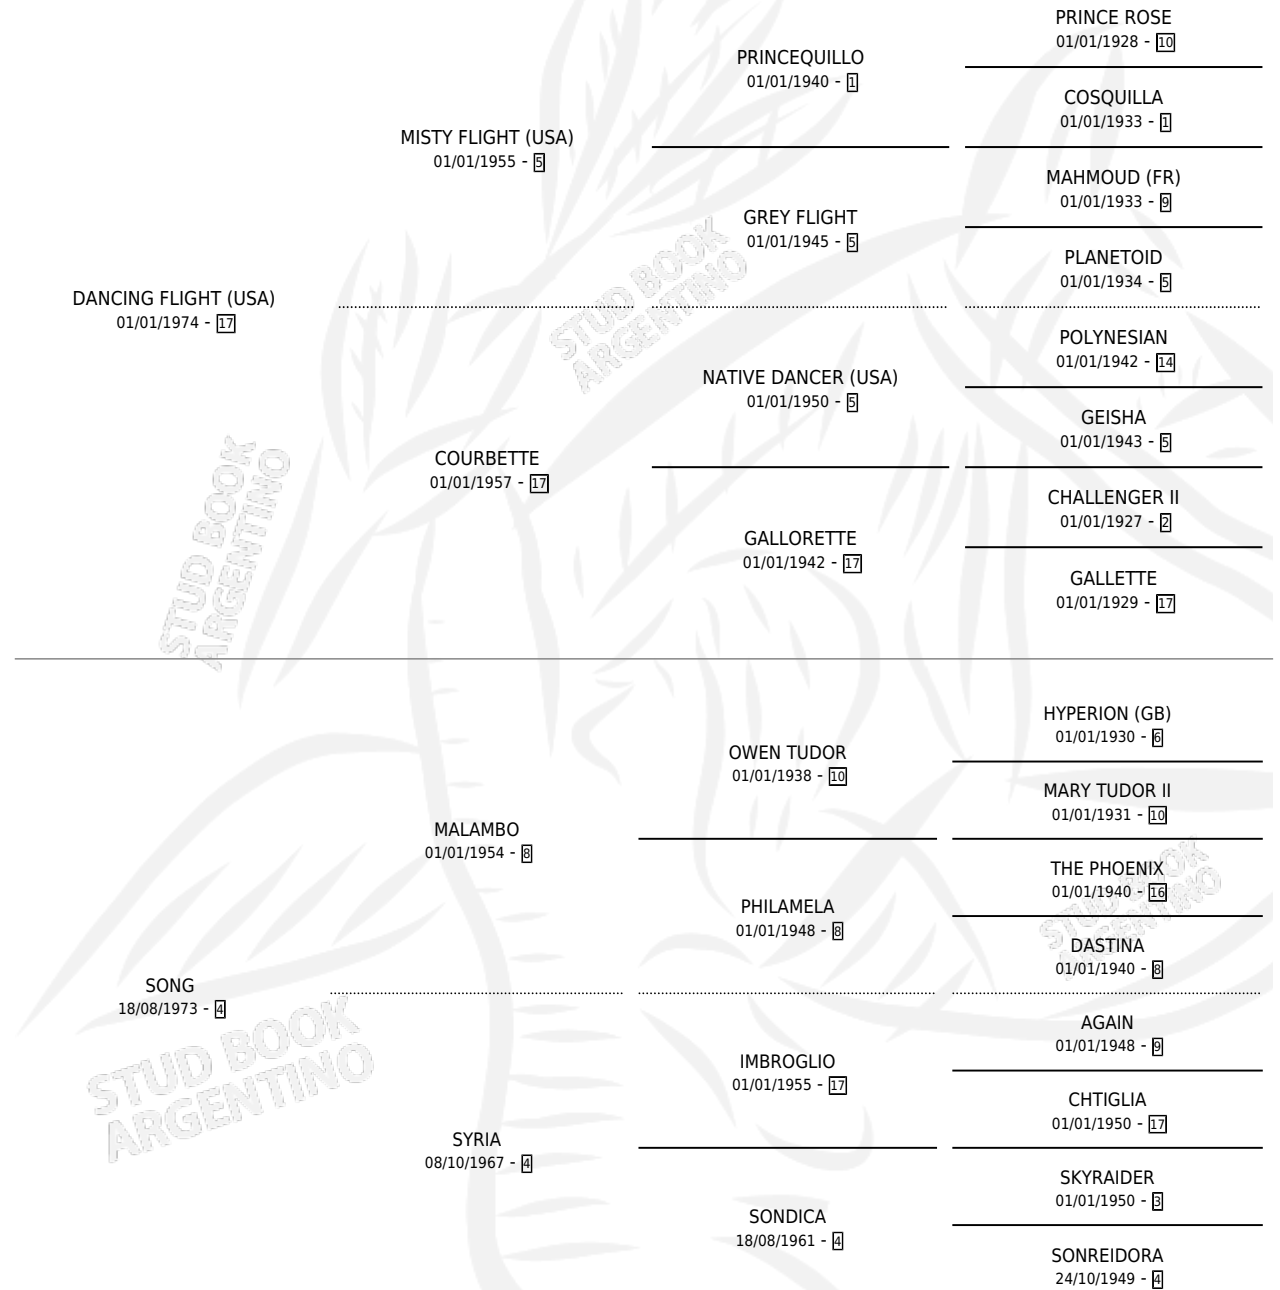 PRINCE ROSE
01/01/1928 - 10
PRINCEQUILLO
01/01/1940 - 1
COSQUILLA
01/01/1933 - 1
MISTY FLIGHT (USA)
01/01/1955 - 5
MAHMOUD (FR)
01/01/1933 - 9
GREY FLIGHT
01/01/1945 - 5
PLANETOID
01/01/1934 - 5
DANCING FLIGHT (USA)
01/01/1974 - 17
STUD BOOK
ARGENTINO
POLYNESIAN
01/01/1942 - 14
NATIVE DANCER (USA)
01/01/1950 - 5
GEISHA
01/01/1943 - 5
COURBETTE
01/01/1957 - 17
CHALLENGER II
01/01/1927 - 2
GALLORETTE
01/01/1942 - 17
GALLETTE
01/01/1929 - 17
STUD BOOK
ARGENTINO
HYPERION (GB)
01/01/1930 - 6
OWEN TUDOR
01/01/1938 - 10
MARY TUDOR II
01/01/1931 - 10
MALAMBO
01/01/1954 - 8
THE PHOENIX
01/01/1940 - 16
PHILAMELA
01/01/1948 - 8
DASTINA
01/01/1940 - 8
STUD BOOK
ARGENTINO
SONG
18/08/1973 - 4
AGAIN
01/01/1948 - 9
IMBROGLIO
01/01/1955 - 17
CHTIGLIA
01/01/1950 - 17
STUD BOOK
ARGENTINO
SYRIA
08/10/1967 - 4
SKYRAIDER
01/01/1950 - 3
SONDICA
18/08/1961 - 4
SONREIDORA
24/10/1949 - 4